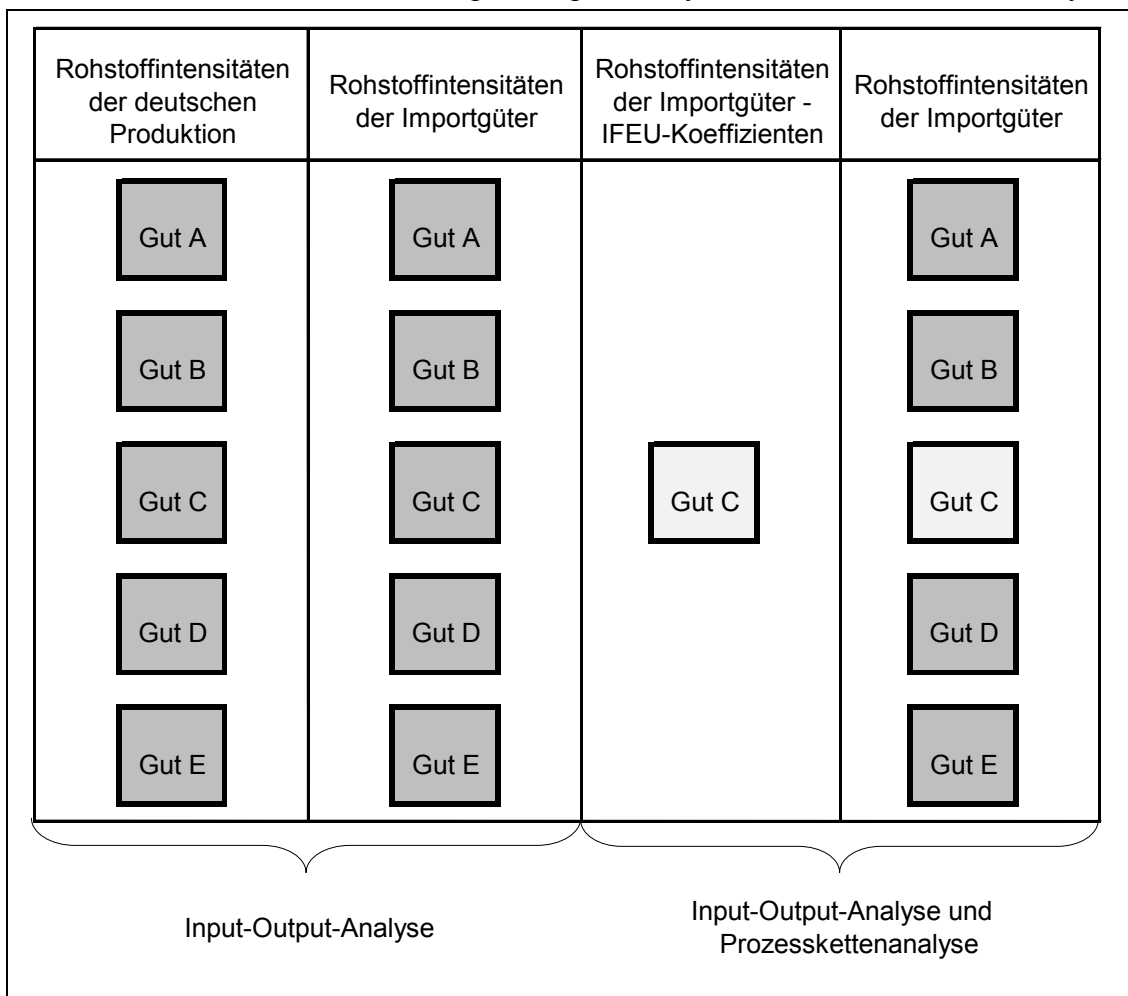 Rohstoffintensitäten
der deutschen
Produktion
Rohstoffintensitäten
der Importgüter
Rohstoffintensitäten
der Importgüter -
IFEU-Koeffizienten
Rohstoffintensitäten
der Importgüter
Gut A
Gut A
Gut A
Gut B
Gut B
Gut B
Gut C
Gut C
Gut C
Gut C
Gut D
Gut D
Gut D
Gut E
Gut E
Gut E
Input-Output-Analyse
Input-Output-Analyse und
Prozesskettenanalyse